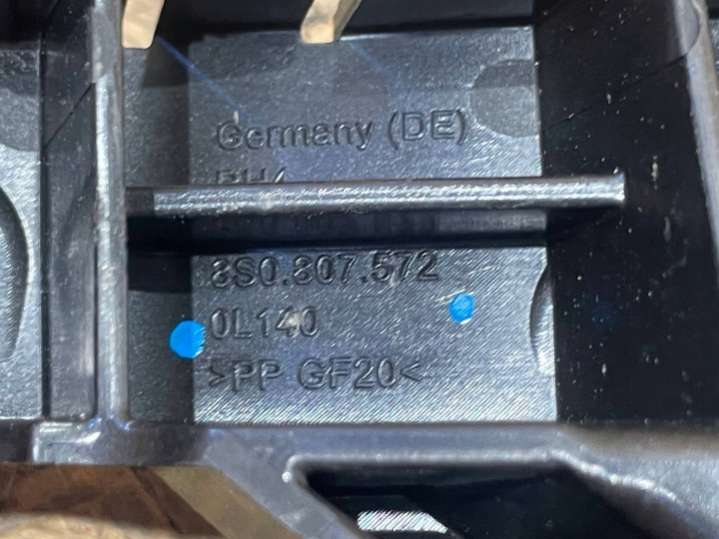 Germany (DE)
8S0.807.572
0L140
>PP GF20<